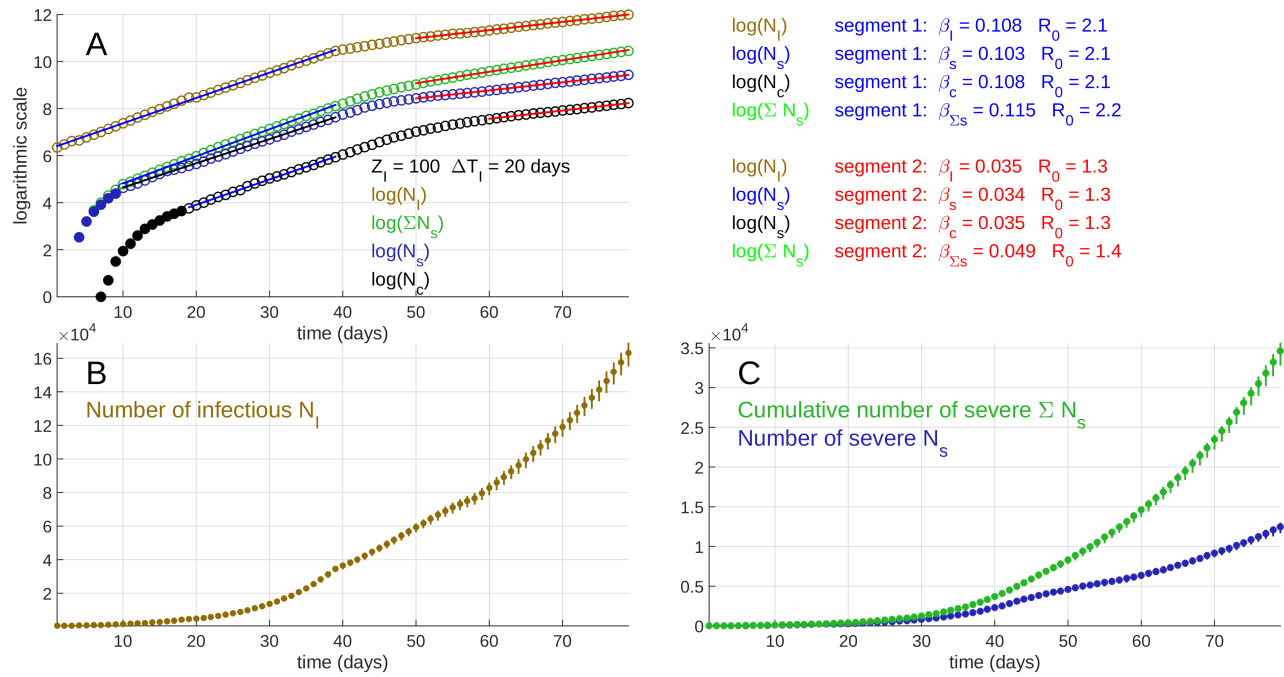 A
logarithmic scale
12
10
8
6
4
2
0
10 20 30 40 50 60 70
time (days)
Z_I = 100 ΔT_I = 20 days
log(N_I)
log(ΣN_s)
log(N_s)
log(N_c)
log(N_I) segment 1: β_I = 0.108 R_0 = 2.1
log(N_s) segment 1: β_s = 0.103 R_0 = 2.1
log(N_c) segment 1: β_c = 0.108 R_0 = 2.1
log(Σ N_s) segment 1: β_Σs = 0.115 R_0 = 2.2
log(N_I) segment 2: β_I = 0.035 R_0 = 1.3
log(N_s) segment 2: β_s = 0.034 R_0 = 1.3
log(N_s) segment 2: β_c = 0.035 R_0 = 1.3
log(Σ N_s) segment 2: β_Σs = 0.049 R_0 = 1.4
×10^4
B
Number of infectious N_I
16
14
12
10
8
6
4
2
10 20 30 40 50 60 70
time (days)
×10^4
C
Cumulative number of severe Σ N_s
Number of severe N_s
3.5
3
2.5
2
1.5
1
0.5
0
10 20 30 40 50 60 70
time (days)